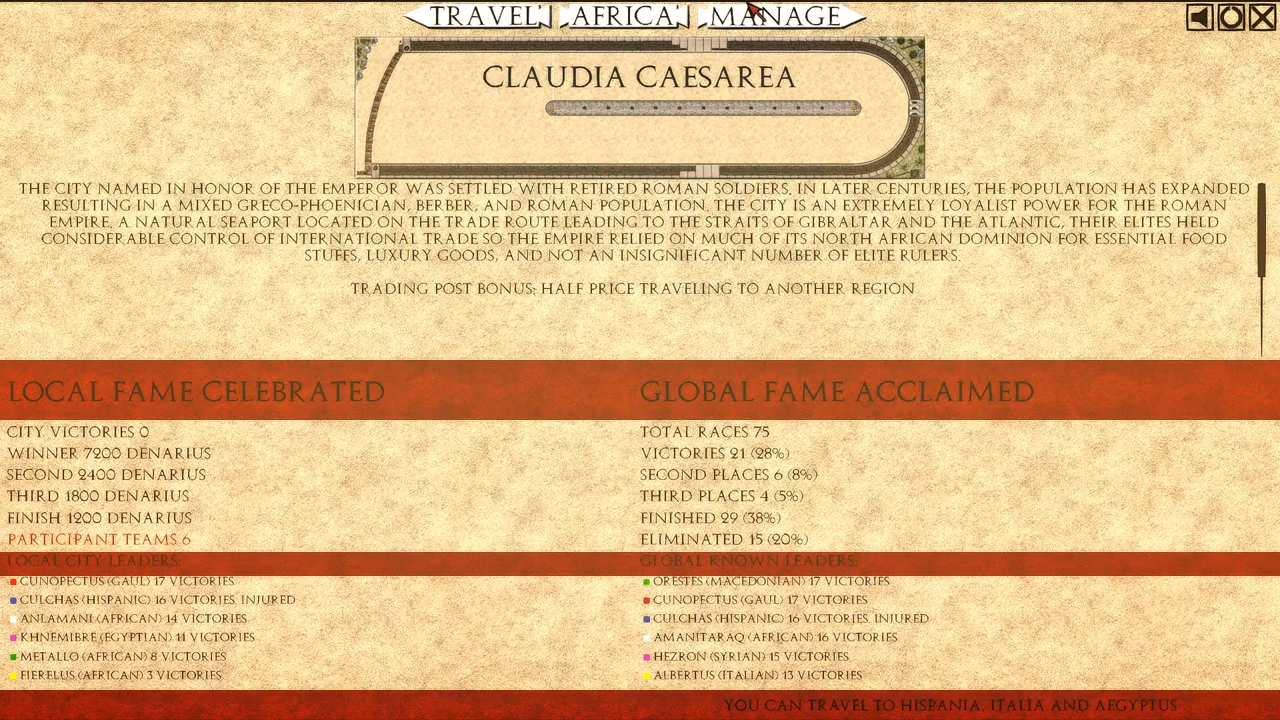 TRAVEL AFRICA MANAGE
CLAUDIA CAESAREA
THE CITY NAMED IN HONOR OF THE EMPEROR WAS SETTLED WITH RETIRED ROMAN SOLDIERS, IN LATER CENTURIES, THE POPULATION HAS EXPANDED
RESULTING IN A MIXED GRECO-PHOENICIAN, BERBER, AND ROMAN POPULATION, THE CITY IS AN EXTREMELY LOYALIST POWER FOR THE ROMAN
EMPIRE, A NATURAL SEAPORT LOCATED ON THE TRADE ROUTE LEADING TO THE STRAITS OF GIBRALTAR AND THE ATLANTIC, THEIR ELITES HELD
CONSIDERABLE CONTROL OF INTERNATIONAL TRADE SO THE EMPIRE RELIED ON MUCH OF ITS NORTH AFRICAN DOMINION FOR ESSENTIAL FOOD
STUFFS, LUXURY GOODS, AND NOT AN INSIGNIFICANT NUMBER OF ELITE RULERS.
TRADING POST BONUS: HALF PRICE TRAVELING TO ANOTHER REGION
LOCAL FAME CELEBRATED
CITY VICTORIES 0
WINNER 7200 DENARIUS
SECOND 2400 DENARIUS
THIRD 1800 DENARIUS
FINISH 1200 DENARIUS
PARTICIPANT TEAMS 6
LOCAL CITY LEADERS:
CUNOPECTUS (GAUL) 17 VICTORIES
CULCHAS (HISPANIC) 16 VICTORIES. INJURED
ANLAMANI (AFRICAN) 14 VICTORIES
KHNEMIBRE (EGYPTIAN) 11 VICTORIES
METALLO (AFRICAN) 8 VICTORIES
FIERELUS (AFRICAN) 3 VICTORIES
GLOBAL FAME ACCLAIMED
TOTAL RACES 75
VICTORIES 21 (28%)
SECOND PLACES 6 (8%)
THIRD PLACES 4 (5%)
FINISHED 29 (38%)
ELIMINATED 15 (20%)
GLOBAL KNOWN LEADERS:
ORESTES (MACEDONIAN) 17 VICTORIES
CUNOPECTUS (GAUL) 17 VICTORIES
CULCHAS (HISPANIC) 16 VICTORIES. INJURED
AMANITARAQ (AFRICAN) 16 VICTORIES
HEZRON (SYRIAN) 15 VICTORIES
ALBERTUS (ITALIAN) 13 VICTORIES
YOU CAN TRAVEL TO HISPANIA, ITALIA AND AEGYPTUS